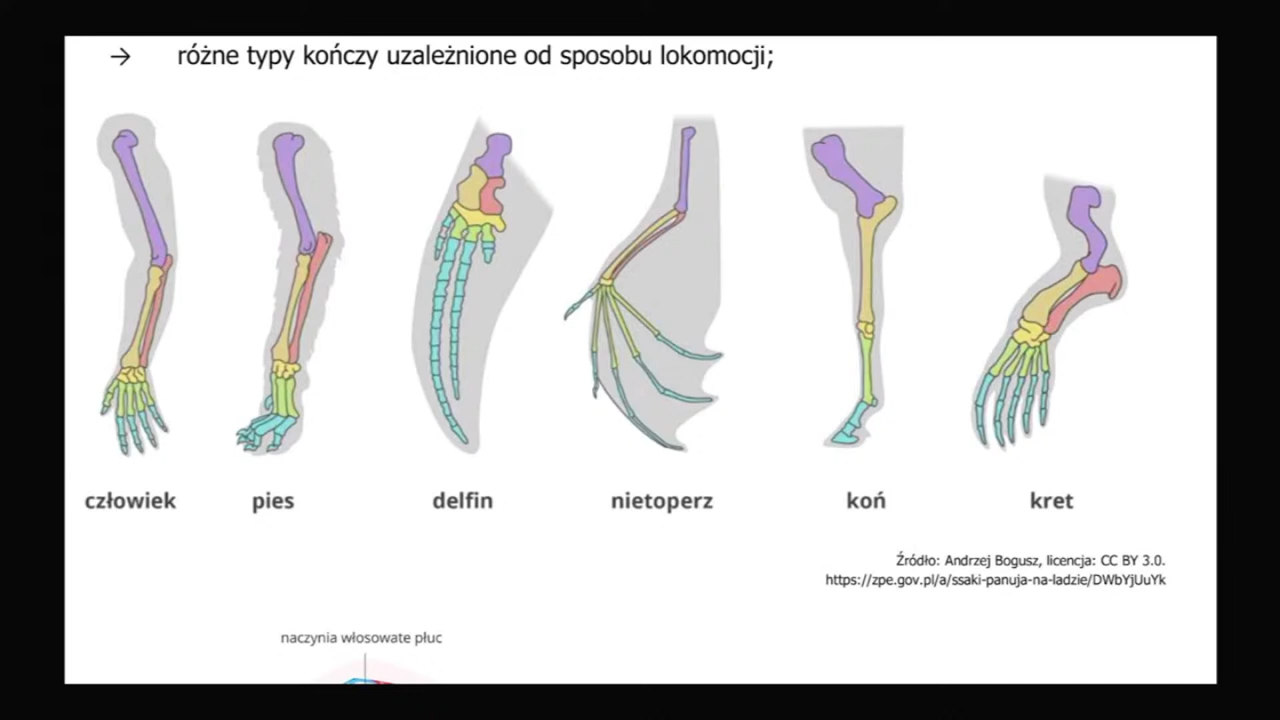 → różne typy kończy uzależnione od sposobu lokomocji;
człowiek pies delfin nietoperz koń kret
Źródło: Andrzej Bogusz, licencja: CC BY 3.0.
https://zpe.gov.pl/a/ssaki-panuja-na-ladzie/DWbYjUuYk
naczynia włosowate płuc